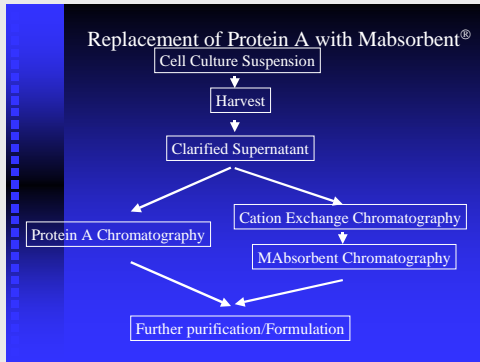 Replacement of Protein A with Mabsorbent®
Cell Culture Suspension
Harvest
Clarified Supernatant
Protein A Chromatography
Cation Exchange Chromatography
MAbsorbent Chromatography
Further purification/Formulation